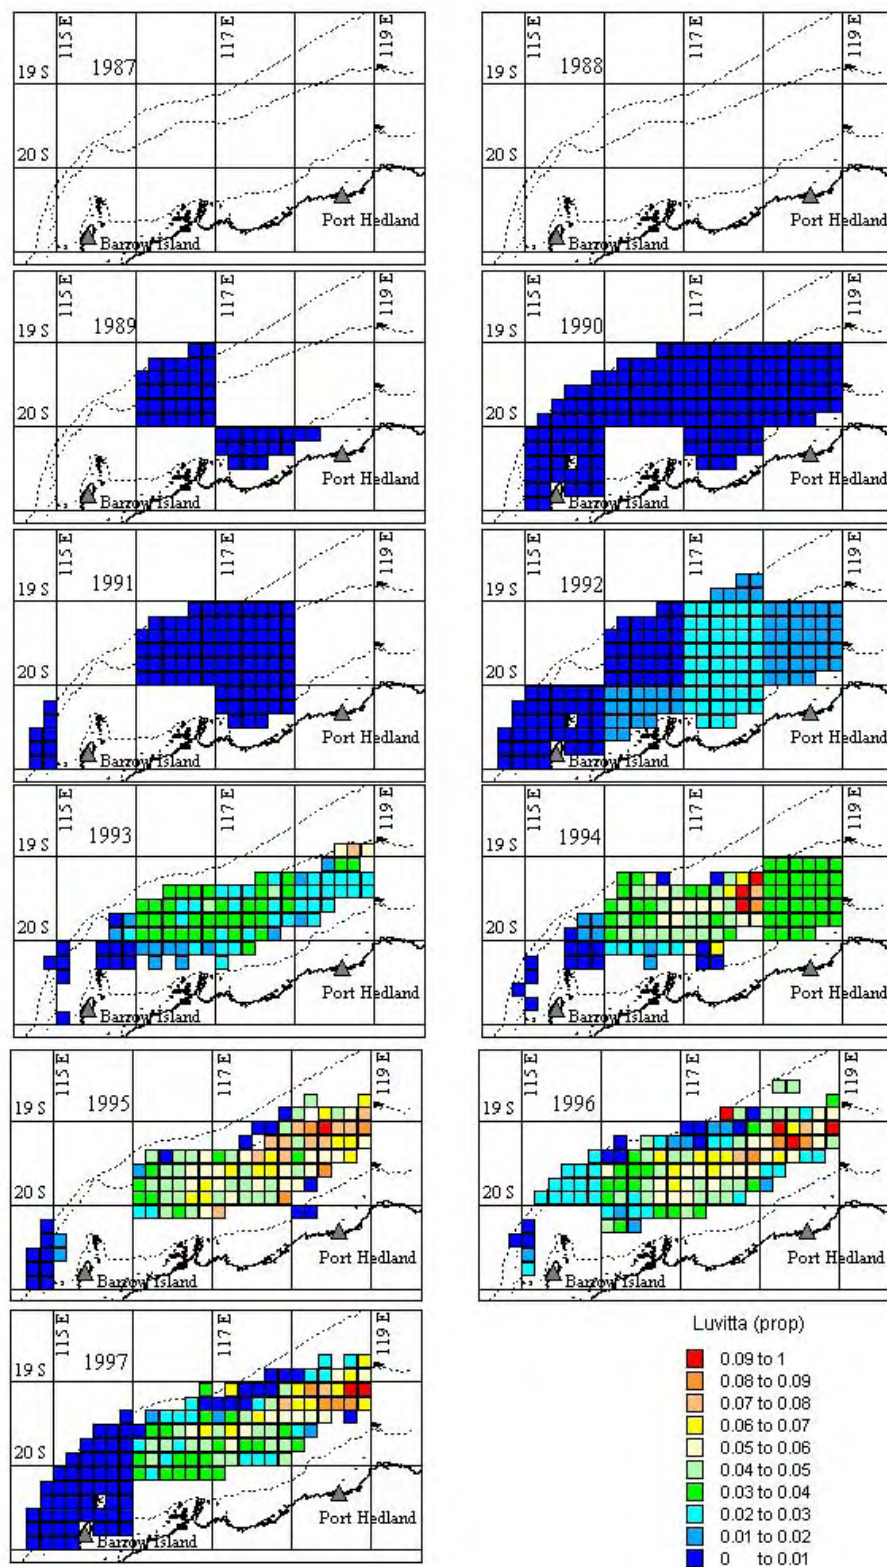 115 E
117 E
119 E
1987
19 S
20 S
Barrow Island
Port Hedland
115 E
117 E
119 E
1988
19 S
20 S
Barrow Island
Port Hedland
115 E
117 E
119 E
1989
19 S
20 S
Barrow Island
Port Hedland
115 E
117 E
119 E
1990
19 S
20 S
Barrow Island
Port Hedland
115 E
117 E
119 E
1991
19 S
20 S
Barrow Island
Port Hedland
115 E
117 E
119 E
1992
19 S
20 S
Barrow Island
Port Hedland
115 E
117 E
119 E
1993
19 S
20 S
Barrow Island
Port Hedland
115 E
117 E
119 E
1994
19 S
20 S
Barrow Island
Port Hedland
115 E
117 E
119 E
1995
19 S
20 S
Barrow Island
Port Hedland
115 E
117 E
119 E
1996
19 S
20 S
Barrow Island
Port Hedland
115 E
117 E
119 E
1997
19 S
20 S
Barrow Island
Port Hedland
Luvitta (prop)
0.09 to 1
0.08 to 0.09
0.07 to 0.08
0.06 to 0.07
0.05 to 0.06
0.04 to 0.05
0.03 to 0.04
0.02 to 0.03
0.01 to 0.02
0 to 0.01